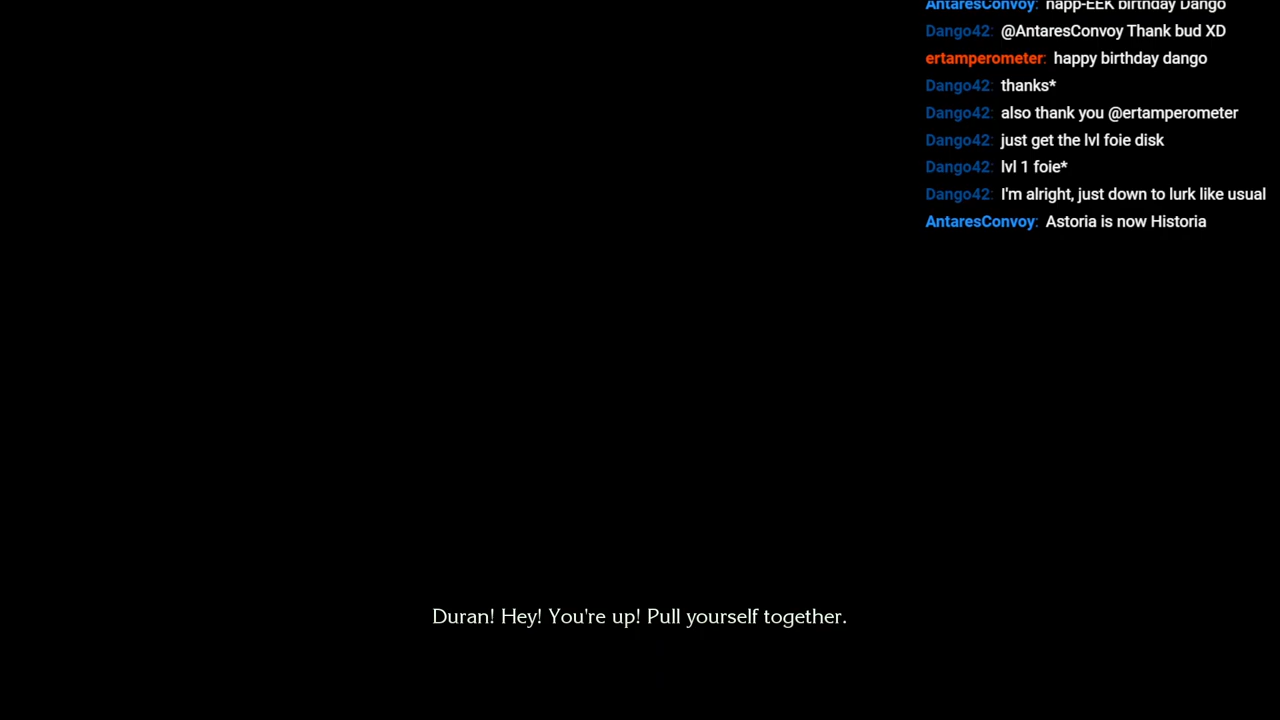 AntaresConvoy: happ-EEK birthday Dango
Dango42: @AntaresConvoy Thank bud XD
ertamperometer: happy birthday dango
Dango42: thanks*
Dango42: also thank you @ertamperometer
Dango42: just get the lvl foie disk
Dango42: lvl 1 foie*
Dango42: I'm alright, just down to lurk like usual
AntaresConvoy: Astoria is now Historia
Duran! Hey! You're up! Pull yourself together.